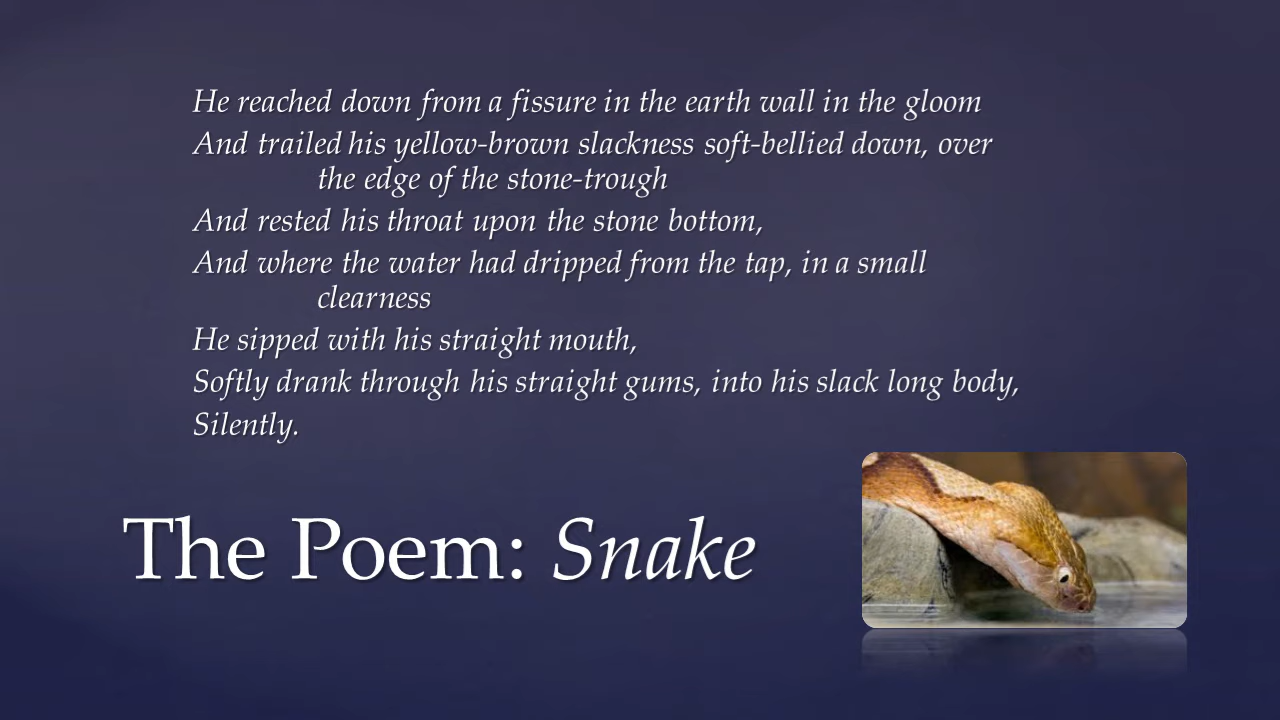 He reached down from a fissure in the earth wall in the gloom
And trailed his yellow-brown slackness soft-bellied down, over
the edge of the stone-trough
And rested his throat upon the stone bottom,
And where the water had dripped from the tap, in a small
clearness
He sipped with his straight mouth,
Softly drank through his straight gums, into his slack long body,
Silently.
The Poem: Snake